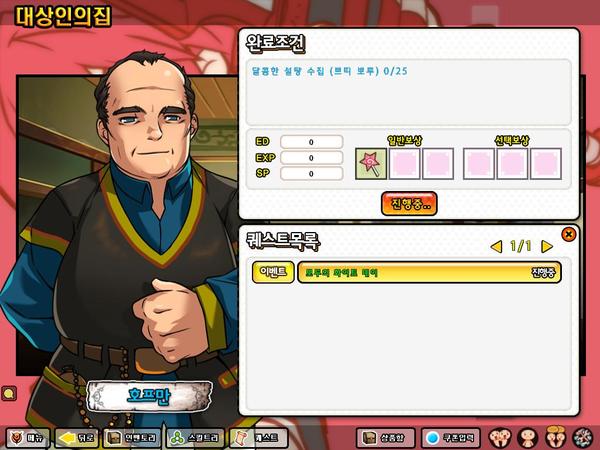 대상인의집
완료조건
달콤한 설탕 수집 (쁘띠 뽀루) 0/25
ED 0
EXP 0
SP 0
일반보상
선택보상
진행중..
퀘스트목록
1/1
이벤트
모두의 화이트 데이
진행중
호프만
메뉴
뒤로
인벤토리
스킬트리
퀘스트
상품함
쿠폰입력